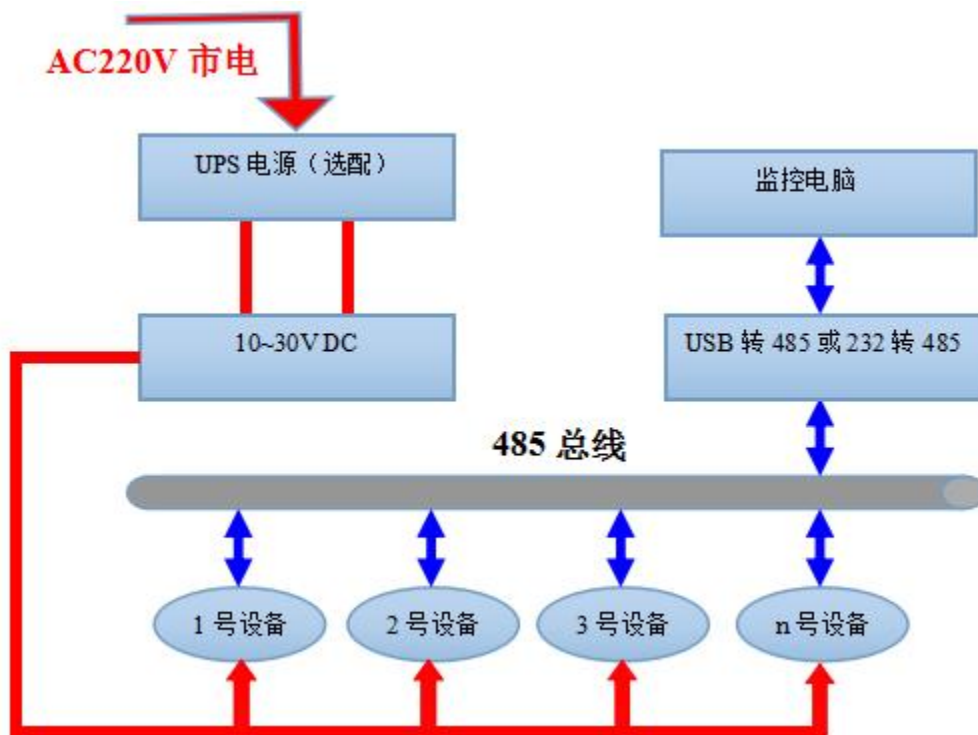 AC220V 市电
UPS 电源（选配）
监控电脑
10~30V DC
USB 转 485 或 232 转 485
485 总线
1 号设备
2 号设备
3 号设备
n 号设备